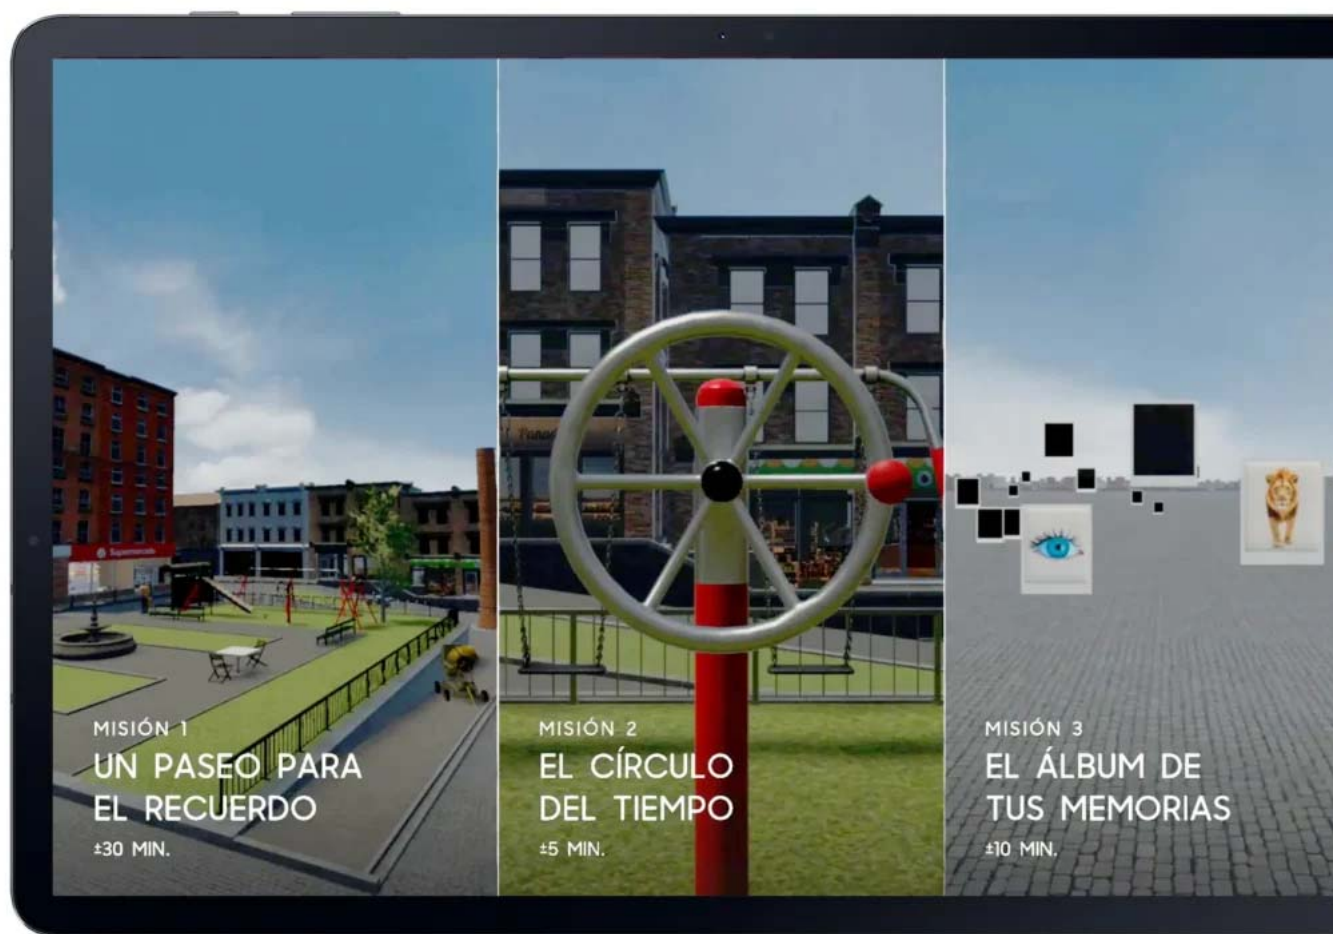 Supermercado
MISIÓN 1
UN PASEO PARA
EL RECUERDO
±30 MIN.
MISIÓN 2
EL CÍRCULO
DEL TIEMPO
±5 MIN.
MISIÓN 3
EL ÁLBUM DE
TUS MEMORIAS
±10 MIN.